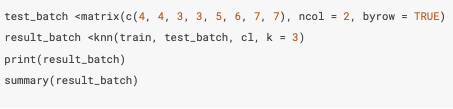 test_batch <matrix(c(4, 4, 3, 3, 5, 6, 7, 7), ncol = 2, byrow = TRUE)
result_batch <knn(train, test_batch, cl, k = 3)
print(result_batch)
summary(result_batch)